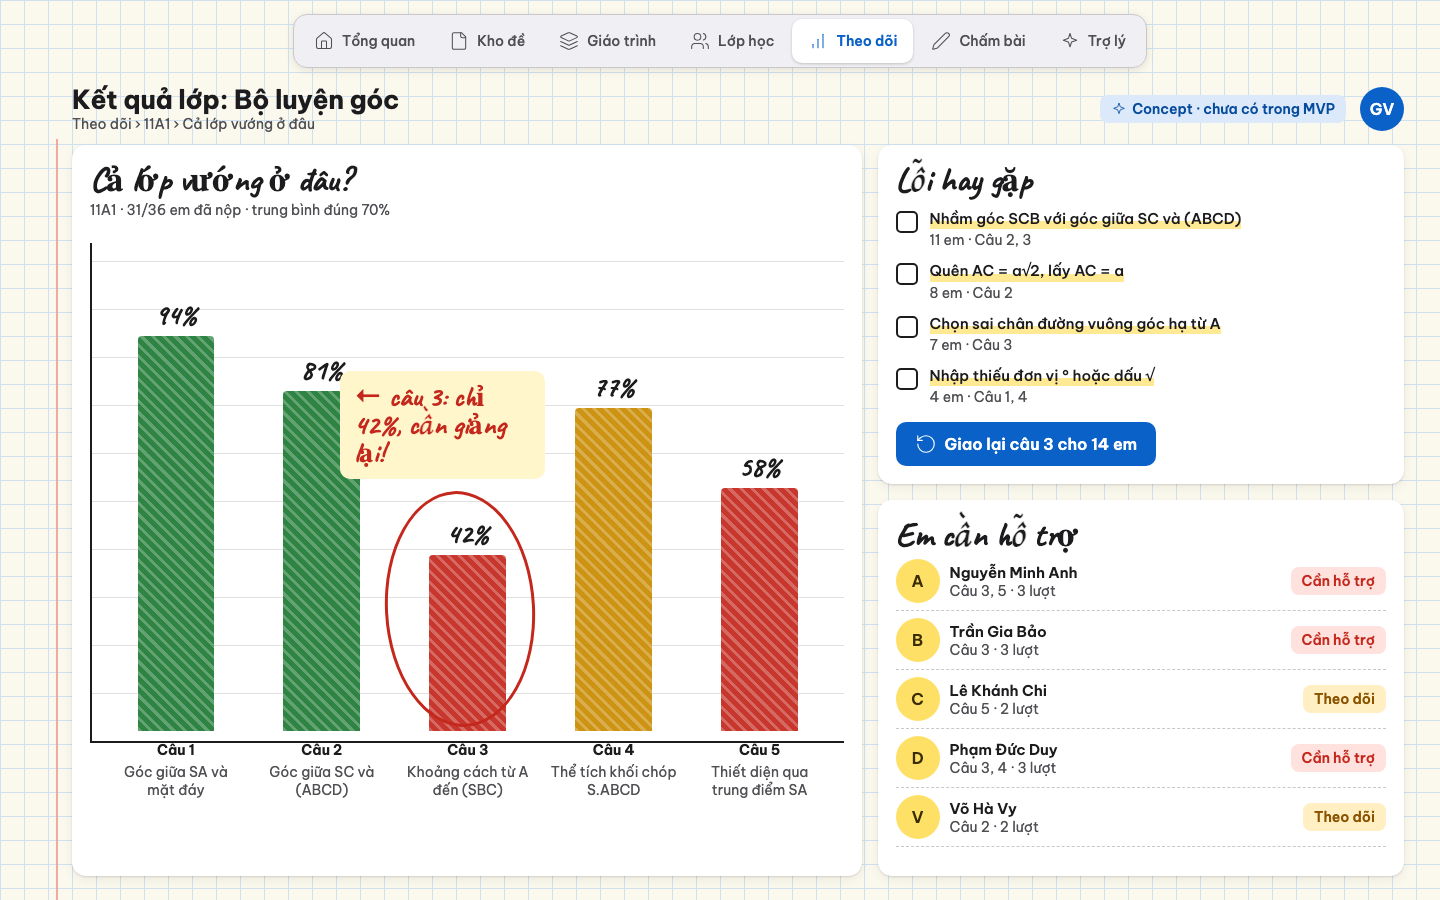 Tổng quan
Kho đề
Giáo trình
Lớp học
Theo dõi
Chấm bài
Trợ lý
Kết quả lớp: Bộ luyện góc
Theo dõi › 11A1 › Cả lớp vướng ở đâu
Concept · chưa có trong MVP
GV
Cả lớp vướng ở đâu?
11A1 · 31/36 em đã nộp · trung bình đúng 70%
94%
81%
← câu 3: chỉ
42%, cần giảng
lại!
42%
77%
58%
Câu 1
Góc giữa SA và
mặt đáy
Câu 2
Góc giữa SC và
(ABCD)
Câu 3
Khoảng cách từ A
đến (SBC)
Câu 4
Thể tích khối chóp
S.ABCD
Câu 5
Thiết diện qua
trung điểm SA
Lỗi hay gặp
Nhầm góc SCB với góc giữa SC và (ABCD)
11 em · Câu 2, 3
Quên AC = a√2, lấy AC = a
8 em · Câu 2
Chọn sai chân đường vuông góc hạ từ A
7 em · Câu 3
Nhập thiếu đơn vị ° hoặc dấu √
4 em · Câu 1, 4
Giao lại câu 3 cho 14 em
Em cần hỗ trợ
A
Nguyễn Minh Anh
Câu 3, 5 · 3 lượt
Cần hỗ trợ
B
Trần Gia Bảo
Câu 3 · 3 lượt
Cần hỗ trợ
C
Lê Khánh Chi
Câu 5 · 2 lượt
Theo dõi
D
Phạm Đức Duy
Câu 3, 4 · 3 lượt
Cần hỗ trợ
V
Võ Hà Vy
Câu 2 · 2 lượt
Theo dõi